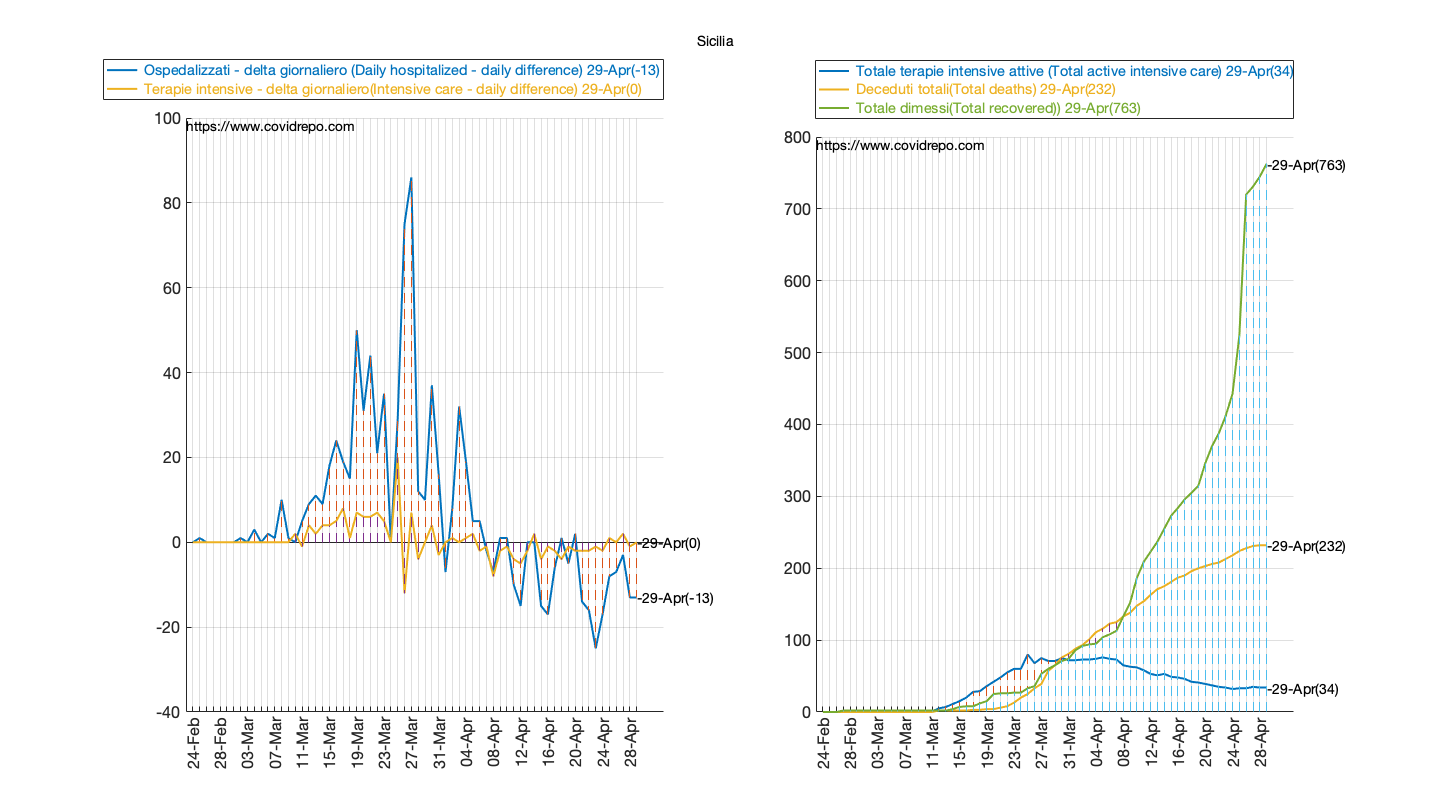 Sicilia
Ospedalizzati - delta giornaliero (Daily hospitalized - daily difference) 29-Apr(-13)
Terapie intensive - delta giornaliero(Intensive care - daily difference) 29-Apr(0)
https://www.covidrepo.com
100
80
60
40
20
0
-20
-40
-29-Apr(0)
-29-Apr(-13)
24-Feb
28-Feb
03-Mar
07-Mar
11-Mar
15-Mar
19-Mar
23-Mar
27-Mar
31-Mar
04-Apr
08-Apr
12-Apr
16-Apr
20-Apr
24-Apr
28-Apr
Totale terapie intensive attive (Total active intensive care) 29-Apr(34)
Deceduti totali(Total deaths) 29-Apr(232)
Totale dimessi(Total recovered)) 29-Apr(763)
https://www.covidrepo.com
800
700
600
500
400
300
200
100
0
-29-Apr(763)
-29-Apr(232)
-29-Apr(34)
24-Feb
28-Feb
03-Mar
07-Mar
11-Mar
15-Mar
19-Mar
23-Mar
27-Mar
31-Mar
04-Apr
08-Apr
12-Apr
16-Apr
20-Apr
24-Apr
28-Apr